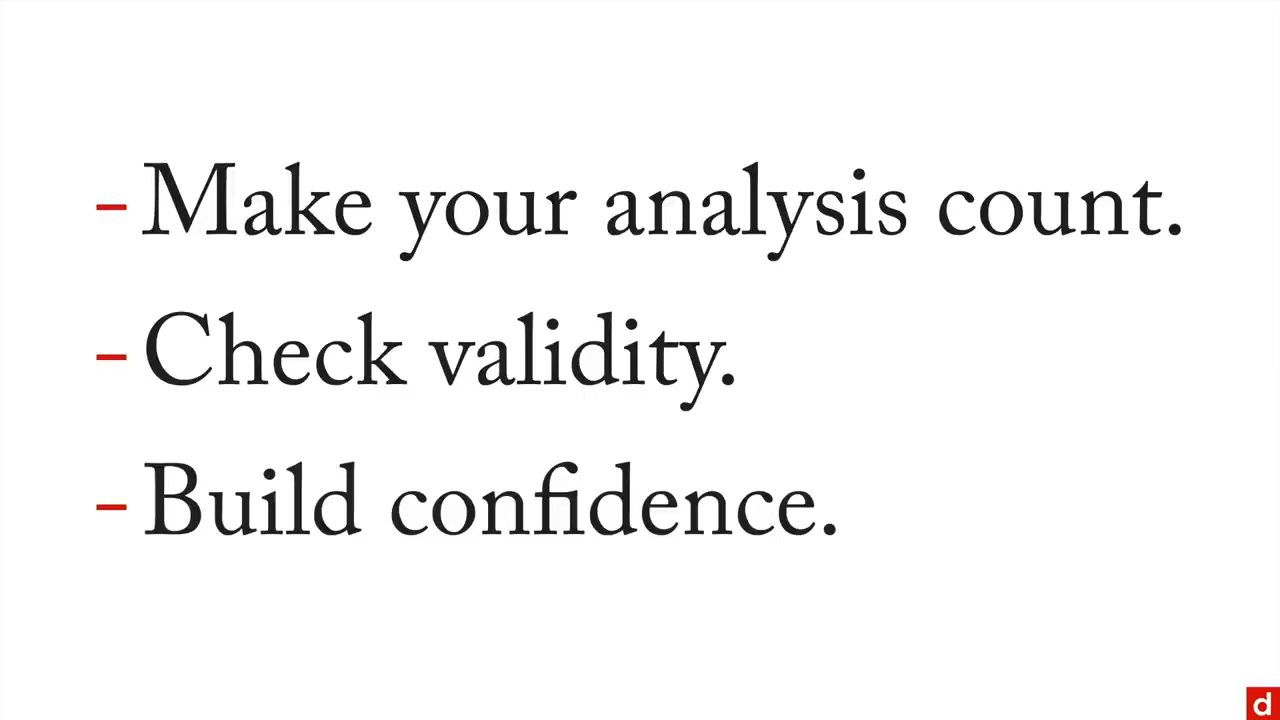 - Make your analysis count.
- Check validity.
- Build confidence.
d